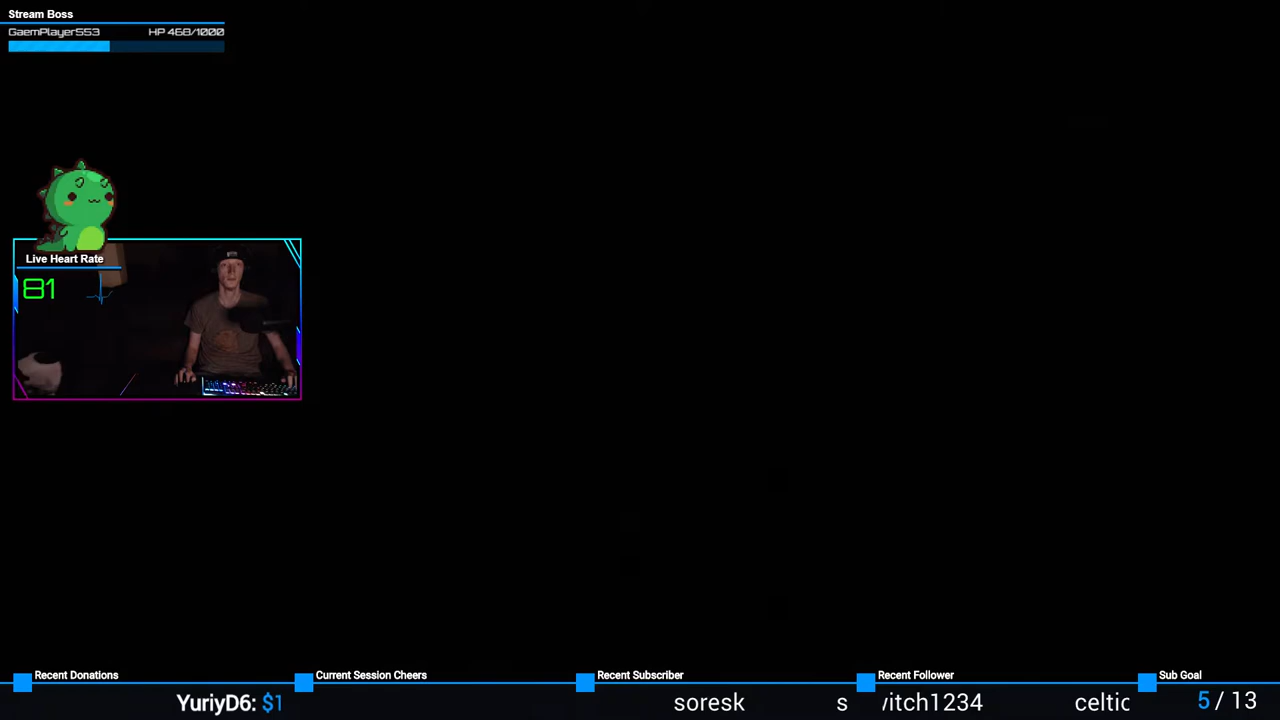 Stream Boss
GaemPlayer553 HP 468/1000
Live Heart Rate
81
Recent Donations Current Session Cheers Recent Subscriber Recent Follower Sub Goal
YuriyD6: $1 soresk s vitch1234 celtic 5 / 13